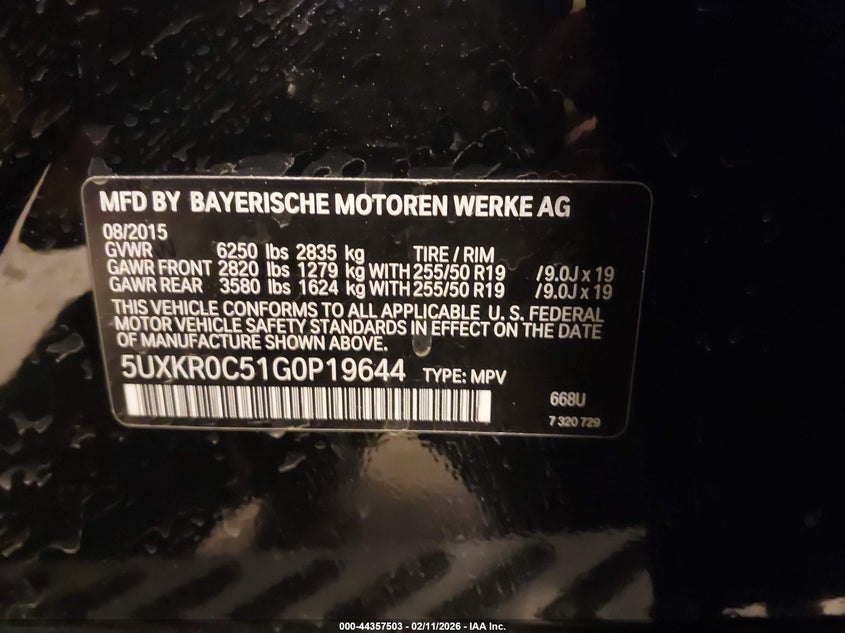 MFD BY BAYERISCHE MOTOREN WERKE AG
08/2015
GVWR 6250 lbs 2835 kg TIRE / RIM
GAWR FRONT 2820 lbs 1279 kg WITH 255/50 R19 /9.0J x 19
GAWR REAR 3580 lbs 1624 kg WITH 255/50 R19 /9.0J x 19
THIS VEHICLE CONFORMS TO ALL APPLICABLE U. S. FEDERAL
MOTOR VEHICLE SAFETY STANDARDS IN EFFECT ON THE DATE
OF MANUFACTURE SHOWN ABOVE.
5UXKR0C51G0P19644 TYPE: MPV
668U
7 320 729
000-44357503 - 02/11/2026 - IAA Inc.